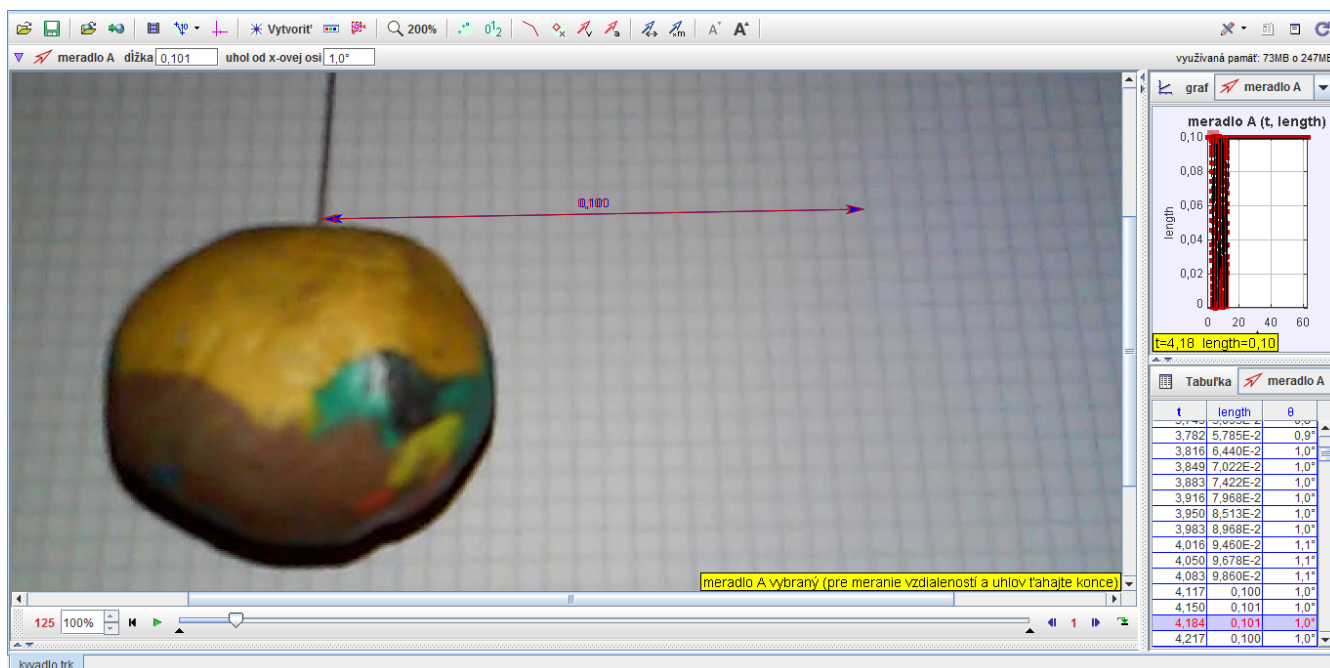 Vytvoriť 200% 0¹2 v a m A A
meradlo A dĺžka 0,101 uhol od x-ovej osi 1,0°
využívaná pamäť: 73MB o 247MB
graf meradlo A
meradlo A (t, length)
0,10
0,08
0,06
0,04
0,02
0
length
0 20 40 60
t=4,18 length=0,10
0,100
Tabuľka meradlo A
t length θ
3,782 5,785E-2 0,9°
3,816 6,440E-2 1,0°
3,849 7,022E-2 1,0°
3,883 7,422E-2 1,0°
3,916 7,968E-2 1,0°
3,950 8,513E-2 1,0°
3,983 8,968E-2 1,0°
4,016 9,460E-2 1,1°
4,050 9,678E-2 1,1°
4,083 9,860E-2 1,1°
4,117 0,100 1,0°
4,150 0,101 1,0°
4,184 0,101 1,0°
4,217 0,100 1,0°
meradlo A vybraný (pre meranie vzdialeností a uhlov ťahajte konce)
125 100% 1
kyvadlo.trk